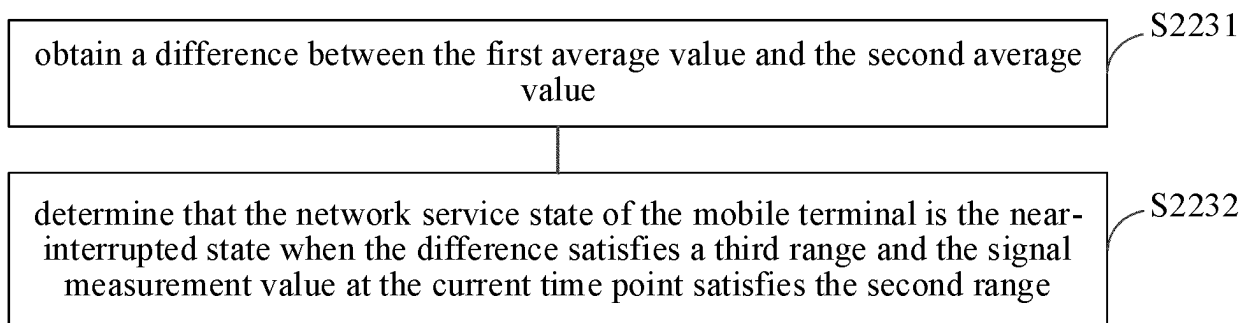 S2231
obtain a difference between the first average value and the second average
value
S2232
determine that the network service state of the mobile terminal is the near-
interrupted state when the difference satisfies a third range and the signal
measurement value at the current time point satisfies the second range